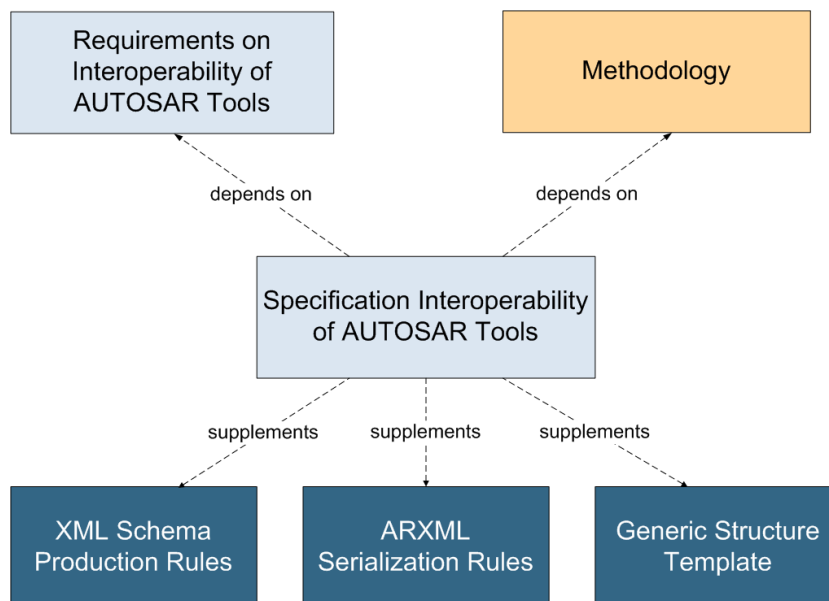 Requirements on
Interoperability of
AUTOSAR Tools
Methodology
depends on
depends on
Specification Interoperability
of AUTOSAR Tools
supplements
supplements
supplements
XML Schema
Production Rules
ARXML
Serialization Rules
Generic Structure
Template